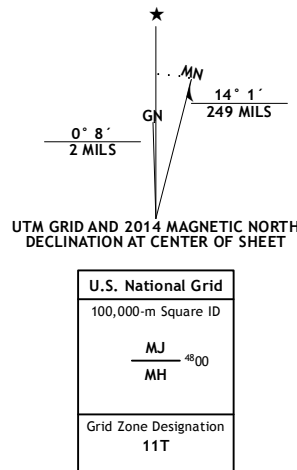 ★
MN
GN
14° 1´
249 MILS
0° 8´
2 MILS
UTM GRID AND 2014 MAGNETIC NORTH
DECLINATION AT CENTER OF SHEET
U.S. National Grid
100,000-m Square ID
MJ
4800
MH
Grid Zone Designation
11T